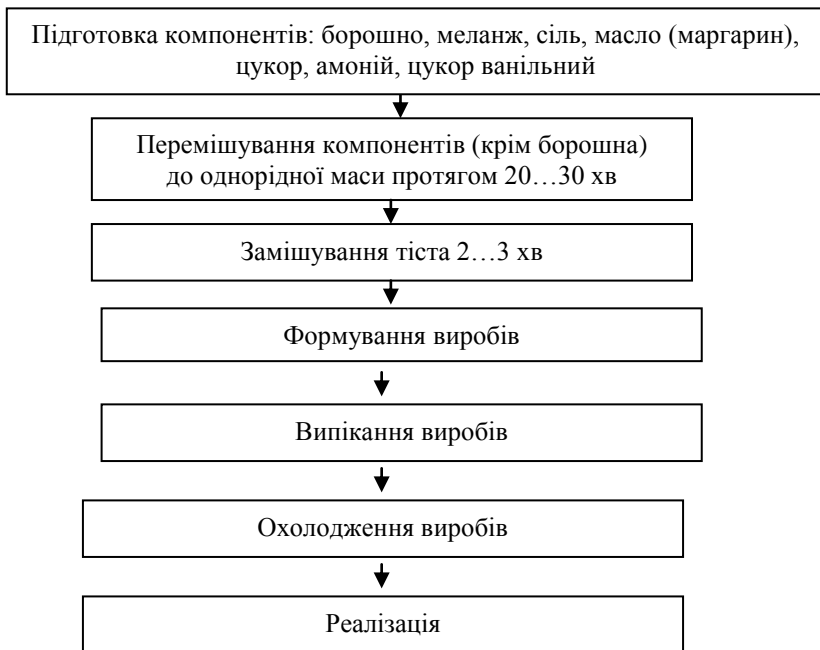 Підготовка компонентів: борошно, меланж, сіль, масло (маргарин),
цукор, амоній, цукор ванільний
Перемішування компонентів (крім борошна)
до однорідної маси протягом 20…30 хв
Замішування тіста 2…3 хв
Формування виробів
Випікання виробів
Охолодження виробів
Реалізація